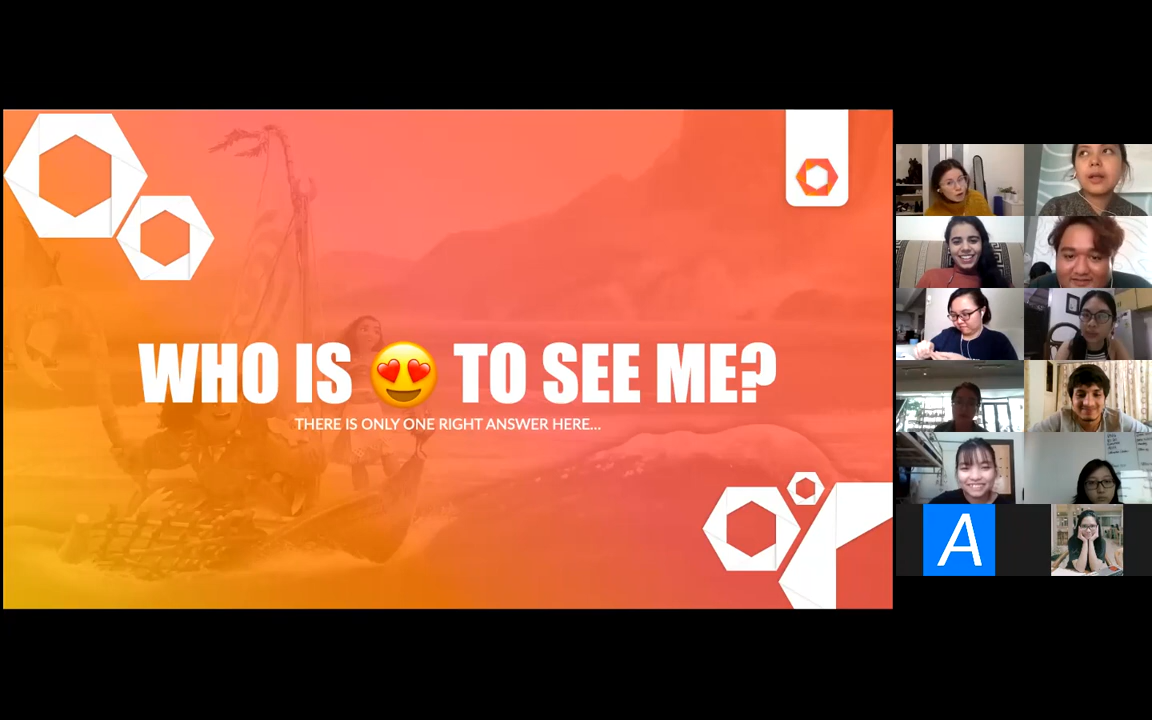 WHO IS 😍 TO SEE ME?
THERE IS ONLY ONE RIGHT ANSWER HERE...
A